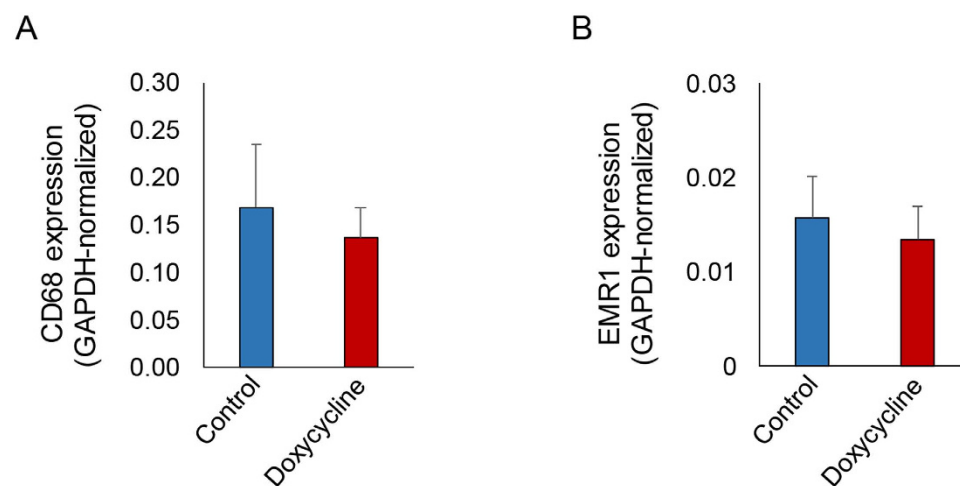 A
CD68 expression
(GAPDH-normalized)
0.30
0.25
0.20
0.15
0.10
0.05
0.00
Control
Doxycycline
B
EMR1 expression
(GAPDH-normalized)
0.03
0.02
0.01
0
Control
Doxycycline